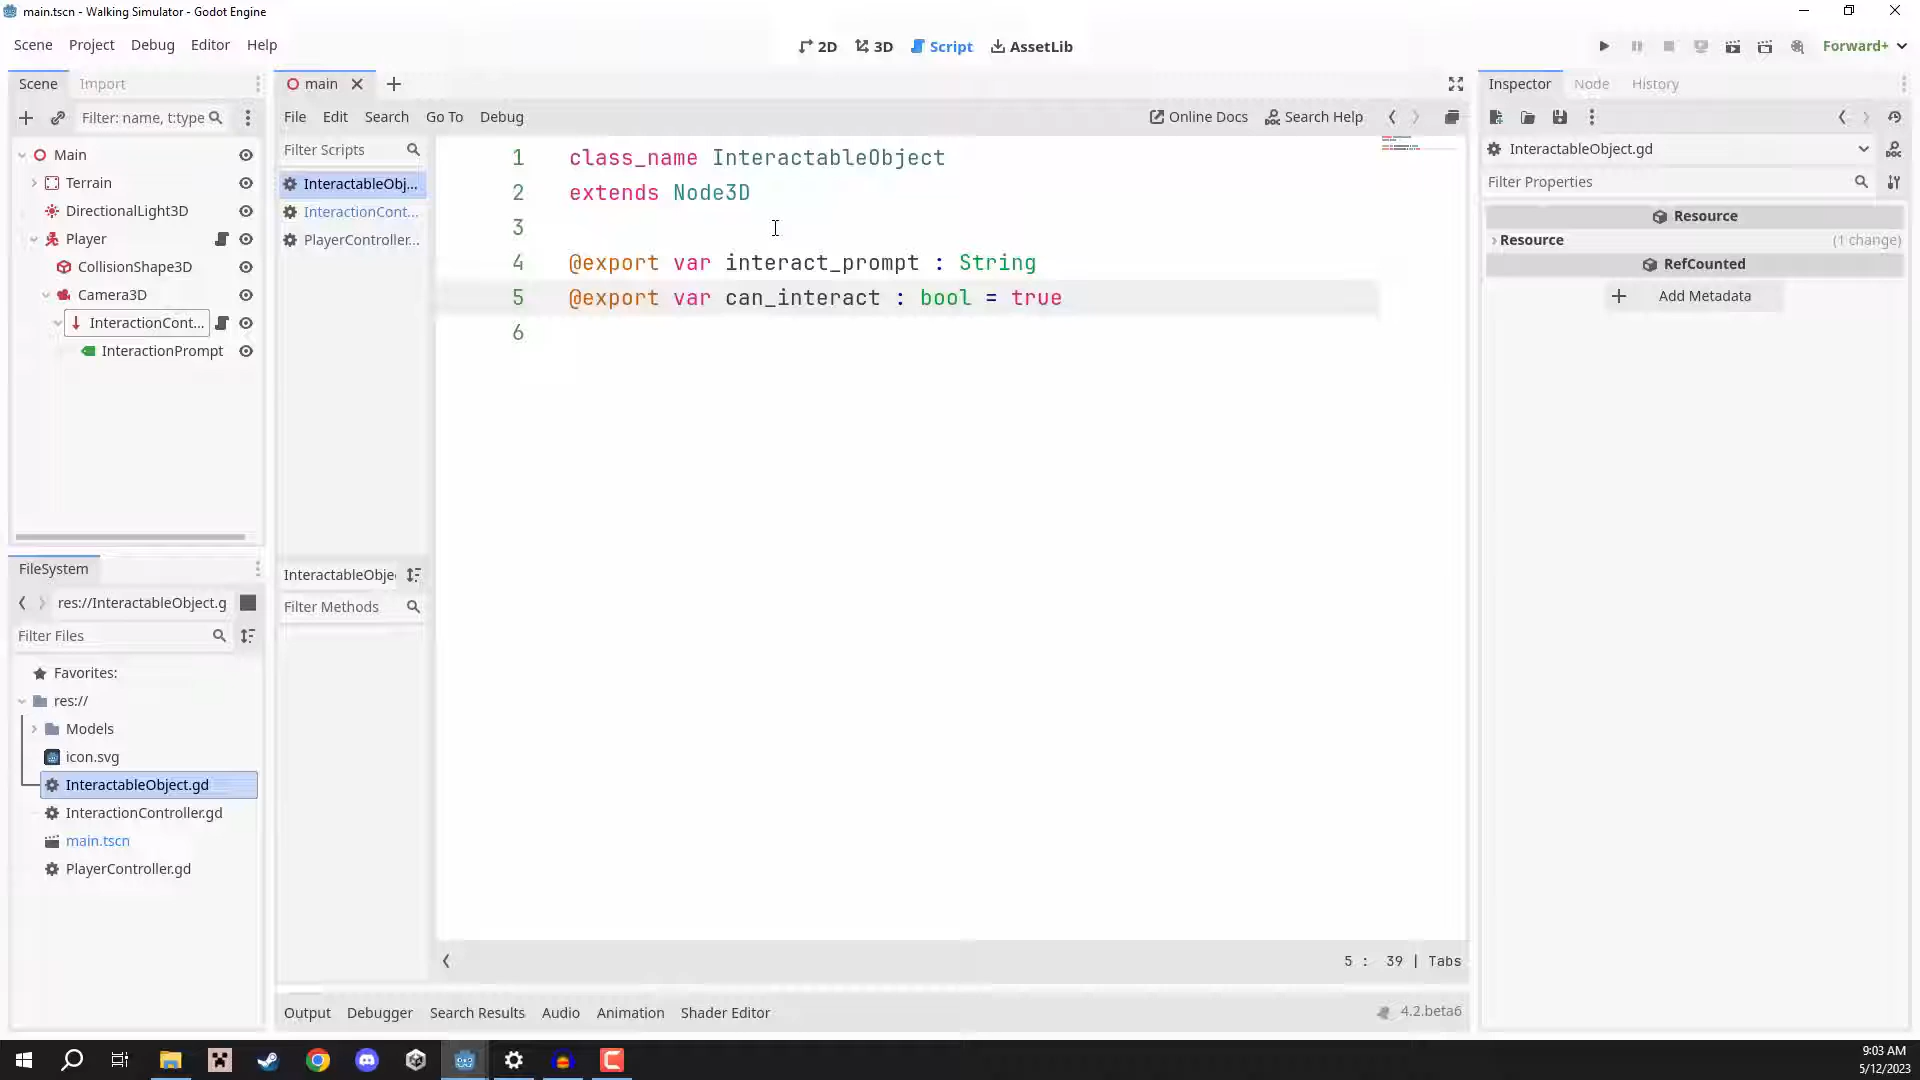 main.tscn - Walking Simulator - Godot Engine
Scene Project Debug Editor Help
2D 3D Script AssetLib
Forward+
Scene Import
Filter: name, t:type
Main
Terrain
DirectionalLight3D
Player
CollisionShape3D
Camera3D
InteractionCont...
InteractionPrompt
FileSystem
res://InteractableObject.g
Filter Files
Favorites:
res://
Models
icon.svg
InteractableObject.gd
InteractionController.gd
main.tscn
PlayerController.gd
main
File Edit Search Go To Debug
Online Docs Search Help
Filter Scripts
InteractableObj...
InteractionCont...
PlayerController...
InteractableObje
Filter Methods
1 class_name InteractableObject
2 extends Node3D
3
4 @export var interact_prompt : String
5 @export var can_interact : bool = true
6
5 : 39 | Tabs
Output Debugger Search Results Audio Animation Shader Editor
4.2.beta6
Inspector Node History
InteractableObject.gd
Filter Properties
Resource
Resource (1 change)
RefCounted
Add Metadata
9:03 AM
5/12/2023